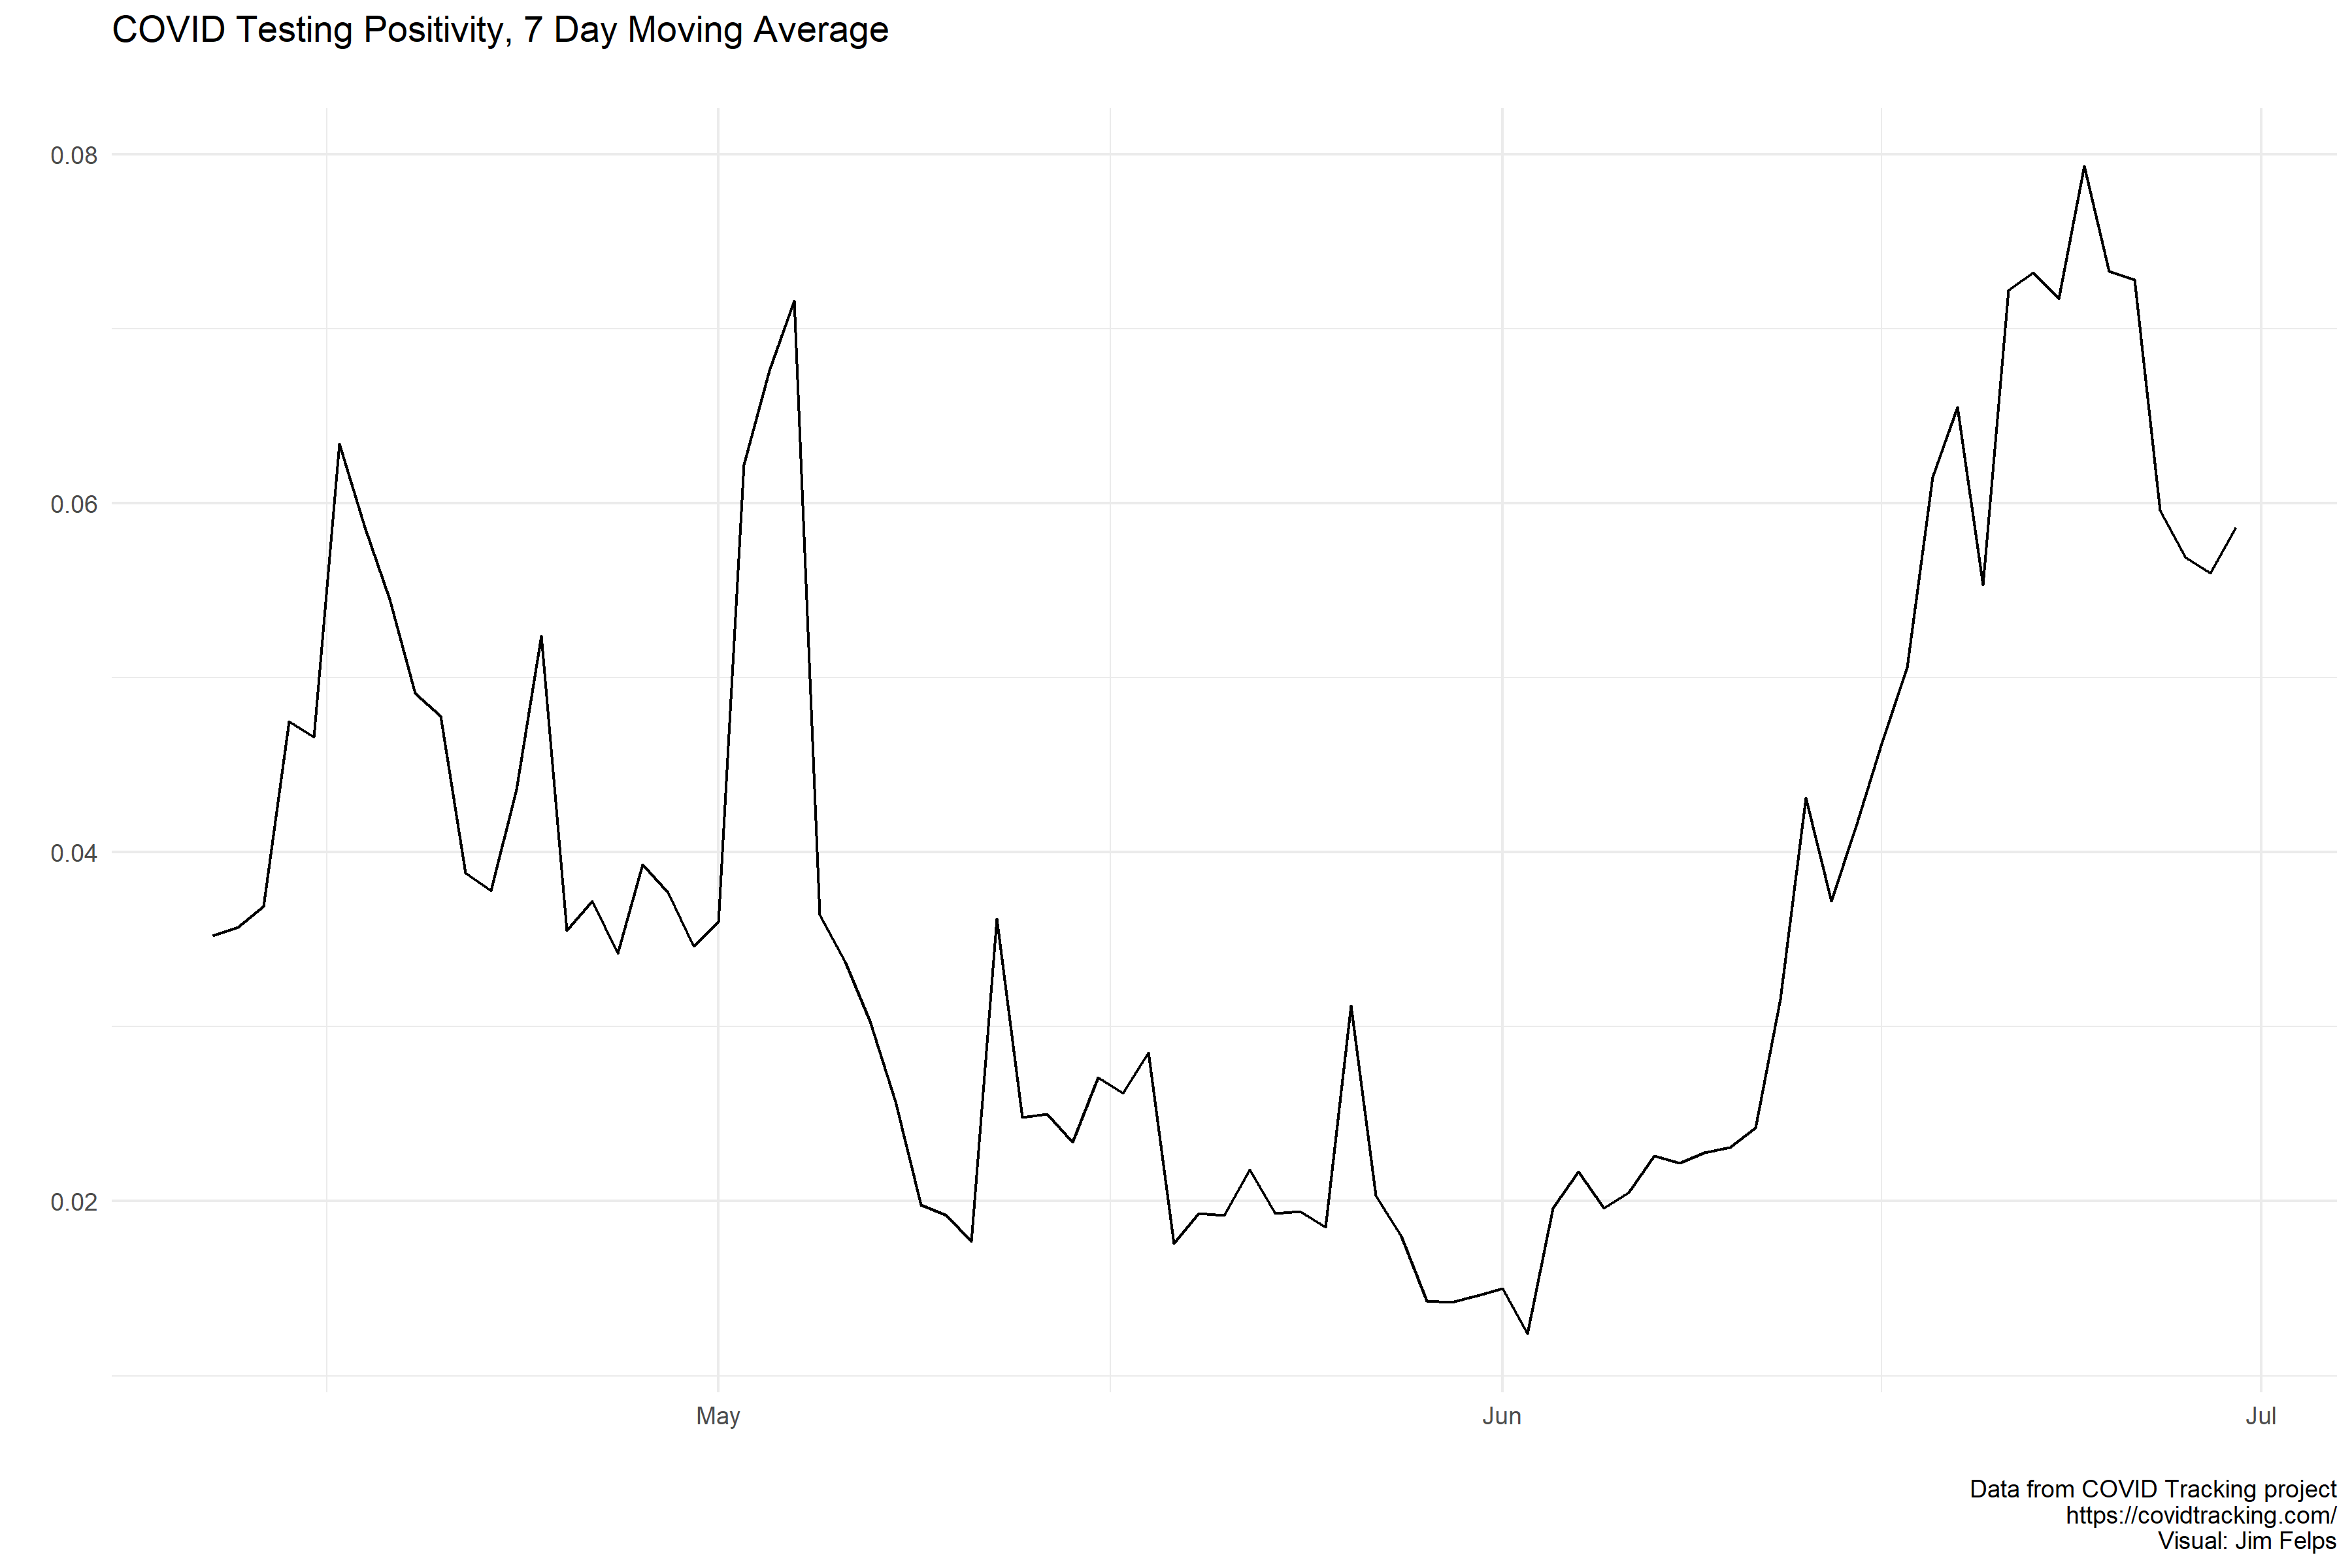 COVID Testing Positivity, 7 Day Moving Average
0.08
0.06
0.04
0.02
May
Jun
Jul
Data from COVID Tracking project
https://covidtracking.com/
Visual: Jim Felps